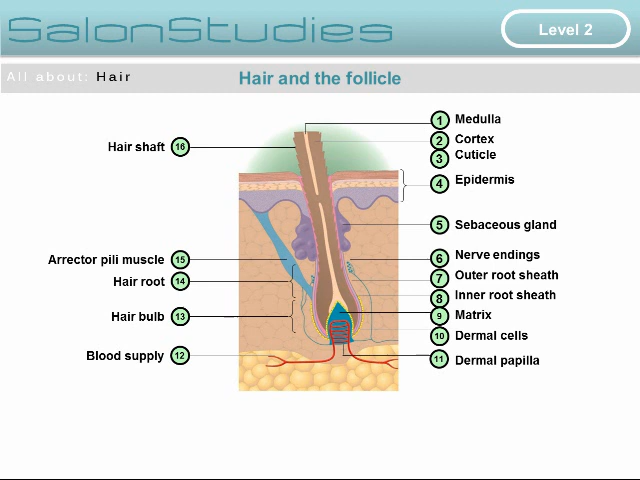 SalonStudies
Level 2
All about: Hair
Hair and the follicle
1 Medulla
2 Cortex
3 Cuticle
4 Epidermis
5 Sebaceous gland
6 Nerve endings
7 Outer root sheath
8 Inner root sheath
9 Matrix
10 Dermal cells
11 Dermal papilla
Hair shaft 16
Arrector pili muscle 15
Hair root 14
Hair bulb 13
Blood supply 12